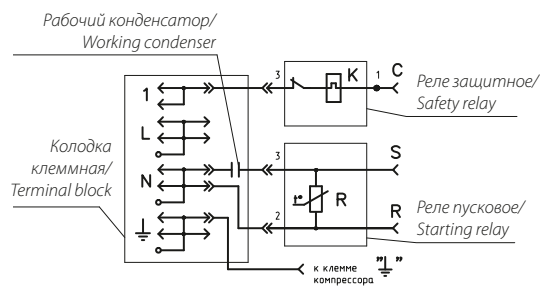 Рабочий конденсатор/
Working condenser
3
K
1
C
Реле защитное/
Safety relay
1
L
N
Колодка
клеммная/
Terminal block
3
S
t°
R
2
R
Реле пусковое/
Starting relay
к клемме " "
компрессора